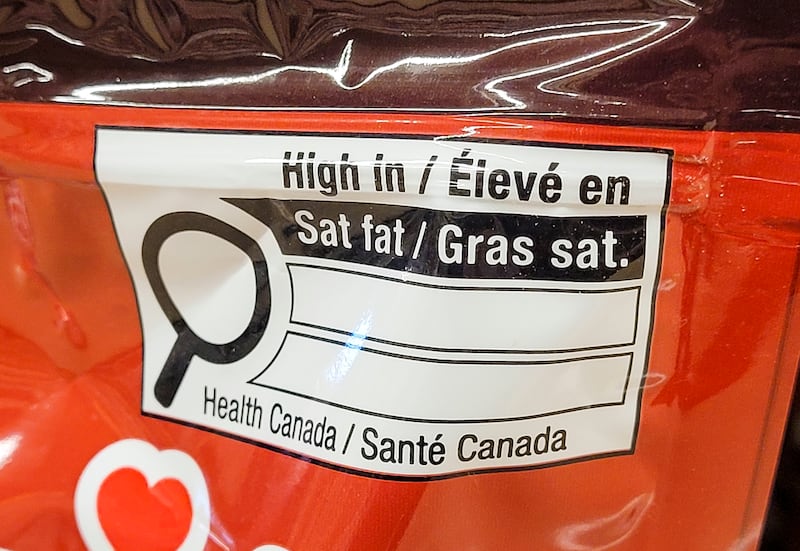 High in / Élevé en
Sat fat / Gras sat.
Health Canada / Santé Canada